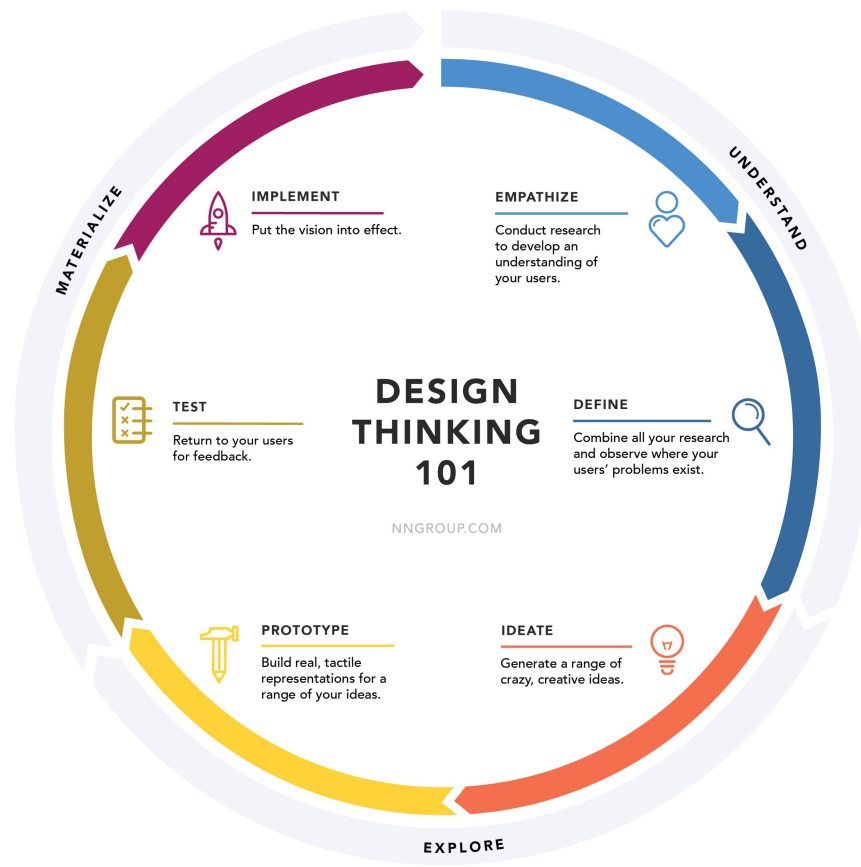 DESIGN
THINKING
101
NNGROUP.COM
UNDERSTAND
EMPATHIZE
Conduct research
to develop an
understanding of
your users.
DEFINE
Combine all your research
and observe where your
users’ problems exist.
EXPLORE
IDEATE
Generate a range of
crazy, creative ideas.
PROTOTYPE
Build real, tactile
representations for a
range of your ideas.
MATERIALIZE
TEST
Return to your users
for feedback.
IMPLEMENT
Put the vision into effect.